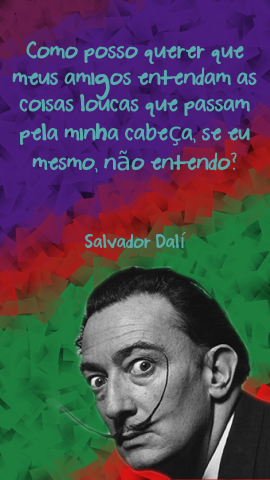 Como posso querer que
meus amigos entendam as
coisas loucas que passam
pela minha cabeça, se eu
mesmo, não entendo?
Salvador Dalí